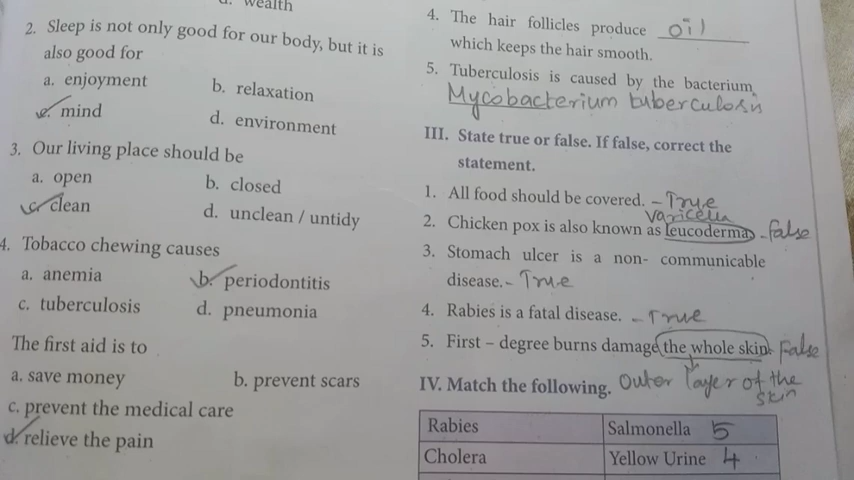 wealth
2. Sleep is not only good for our body, but it is
also good for
a. enjoyment b. relaxation
c. mind d. environment
3. Our living place should be
a. open b. closed
c. clean d. unclean / untidy
4. Tobacco chewing causes
a. anemia b. periodontitis
c. tuberculosis d. pneumonia
The first aid is to
a. save money b. prevent scars
c. prevent the medical care
d. relieve the pain
4. The hair follicles produce oil
which keeps the hair smooth.
5. Tuberculosis is caused by the bacterium
Mycobacterium tuberculosis
III. State true or false. If false, correct the
statement.
1. All food should be covered. - True
varicella
2. Chicken pox is also known as leucoderma. - false
3. Stomach ulcer is a non- communicable
disease. - True
4. Rabies is a fatal disease. - True
5. First – degree burns damage the whole skin. False
IV. Match the following. Outer layer of the
skin
Rabies Salmonella 5
Cholera Yellow Urine 4